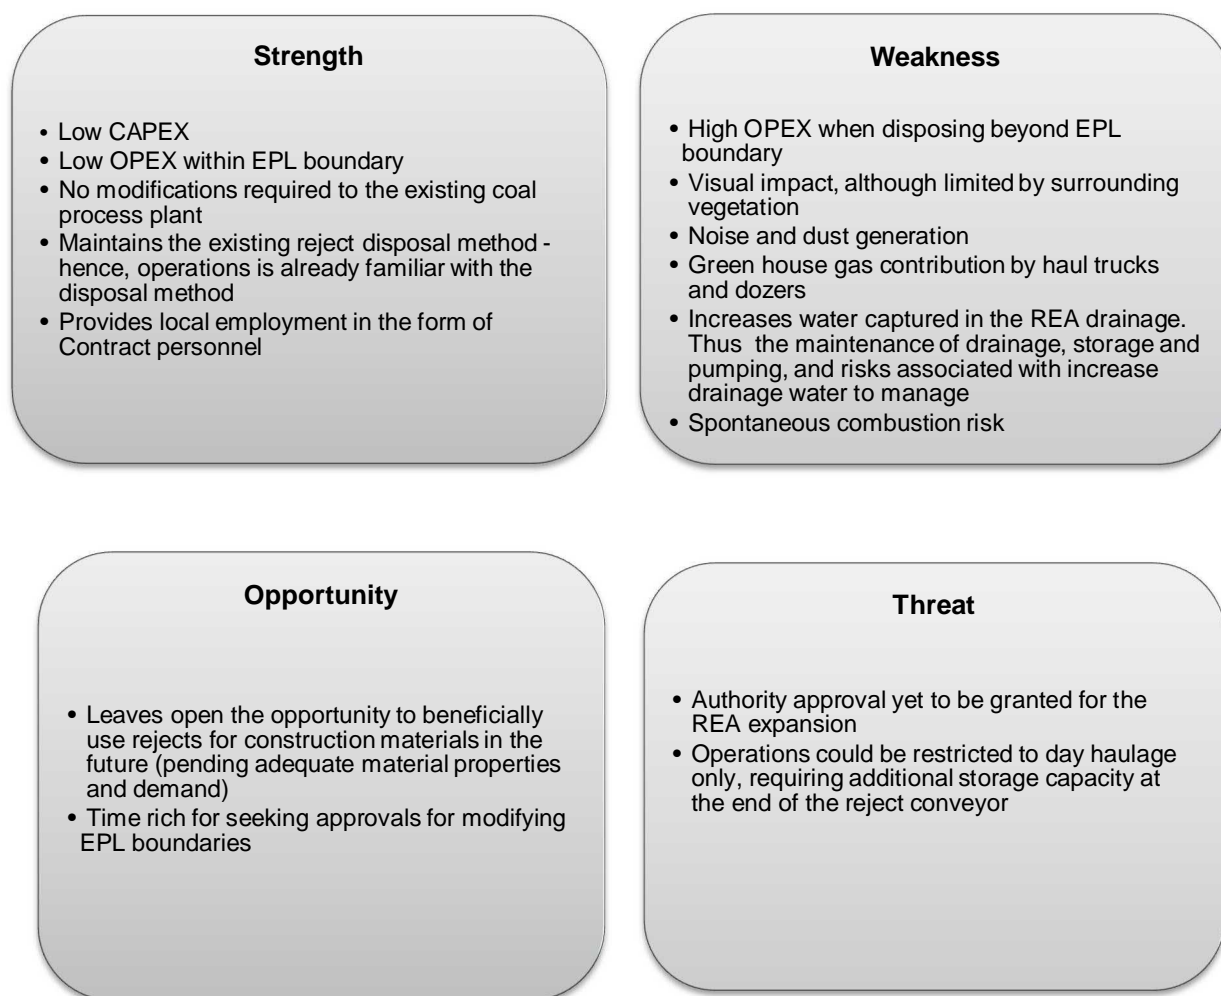 Strength
• Low CAPEX
• Low OPEX within EPL boundary
• No modifications required to the existing coal
process plant
• Maintains the existing reject disposal method -
hence, operations is already familiar with the
disposal method
• Provides local employment in the form of
Contract personnel
Weakness
• High OPEX when disposing beyond EPL
boundary
• Visual impact, although limited by surrounding
vegetation
• Noise and dust generation
• Green house gas contribution by haul trucks
and dozers
• Increases water captured in the REA drainage.
Thus the maintenance of drainage, storage and
pumping, and risks associated with increase
drainage water to manage
• Spontaneous combustion risk
Opportunity
• Leaves open the opportunity to beneficially
use rejects for construction materials in the
future (pending adequate material properties
and demand)
• Time rich for seeking approvals for modifying
EPL boundaries
Threat
• Authority approval yet to be granted for the
REA expansion
• Operations could be restricted to day haulage
only, requiring additional storage capacity at
the end of the reject conveyor